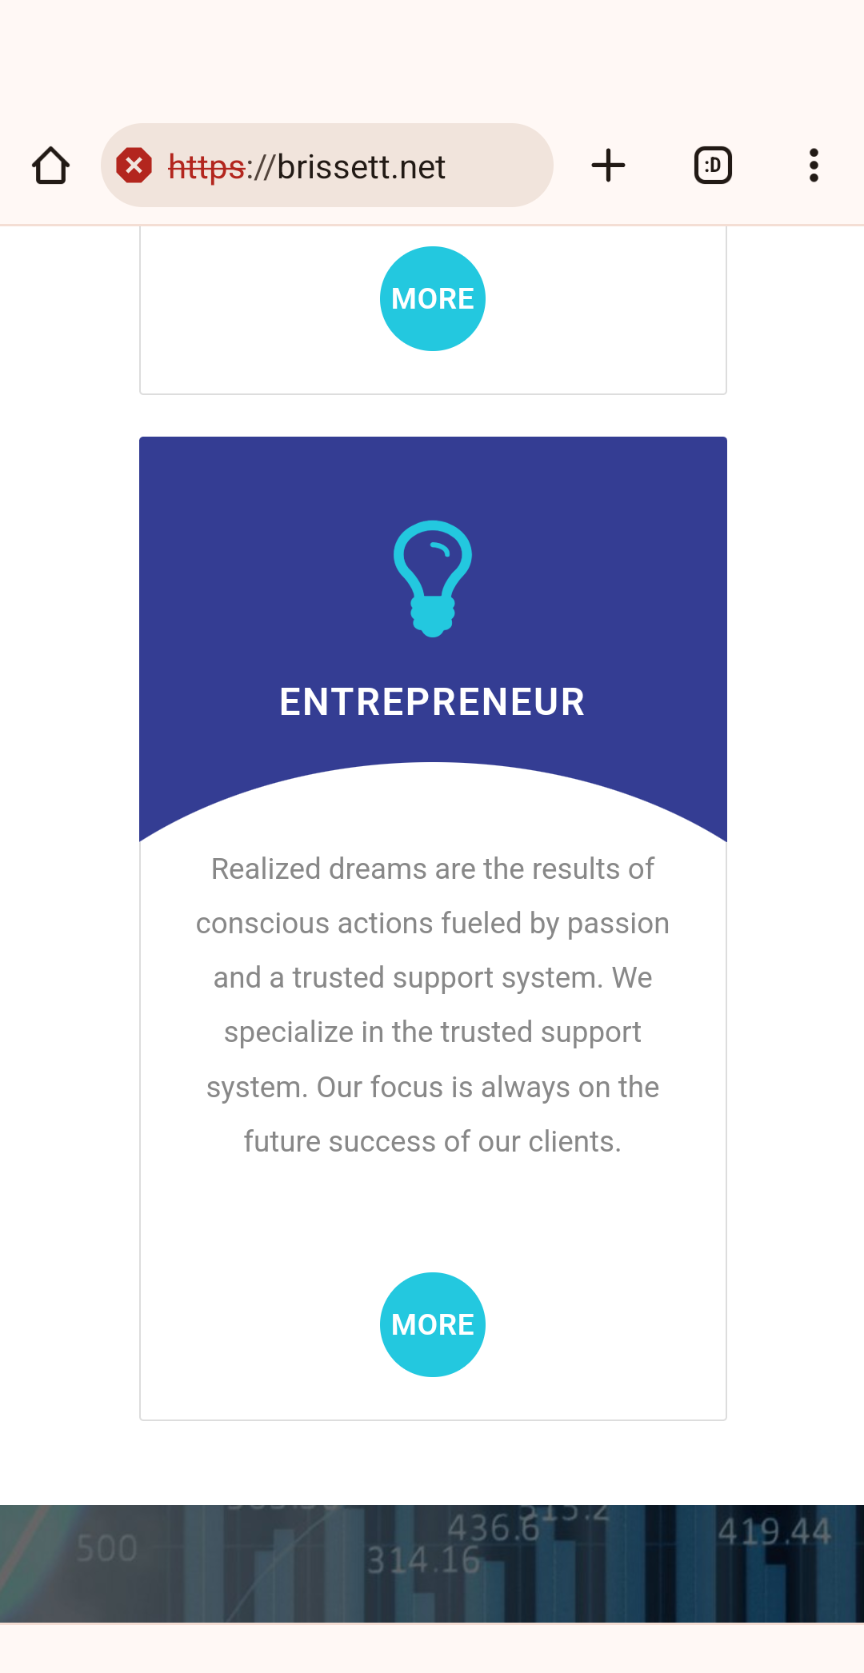 https://brissett.net
:D
MORE
ENTREPRENEUR
Realized dreams are the results of
conscious actions fueled by passion
and a trusted support system. We
specialize in the trusted support
system. Our focus is always on the
future success of our clients.
MORE
515.2
436.6
419.44
500
314.16